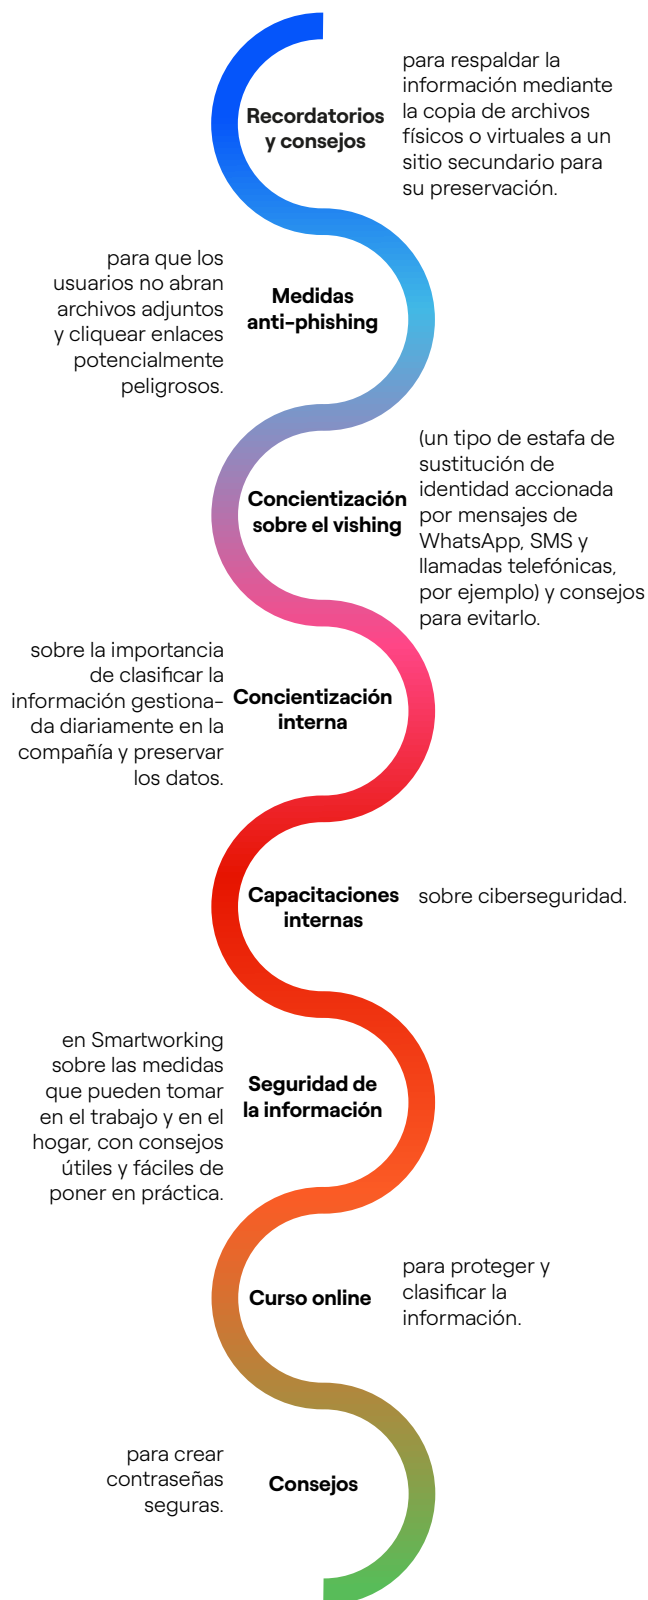 Recordatorios
y consejos
para respaldar la
información mediante
la copia de archivos
físicos o virtuales a un
sitio secundario para
su preservación.
Medidas
anti-phishing
para que los
usuarios no abran
archivos adjuntos
y cliquear enlaces
potencialmente
peligrosos.
Concientización
sobre el vishing
(un tipo de estafa de
sustitución de
identidad accionada
por mensajes de
WhatsApp, SMS y
llamadas telefónicas,
por ejemplo) y consejos
para evitarlo.
Concientización
interna
sobre la importancia
de clasificar la
información gestiona-
da diariamente en la
compañía y preservar
los datos.
Capacitaciones
internas
sobre ciberseguridad.
Seguridad de
la información
en Smartworking
sobre las medidas
que pueden tomar
en el trabajo y en el
hogar, con consejos
útiles y fáciles de
poner en práctica.
Curso online
para proteger y
clasificar la
información.
Consejos
para crear
contraseñas
seguras.